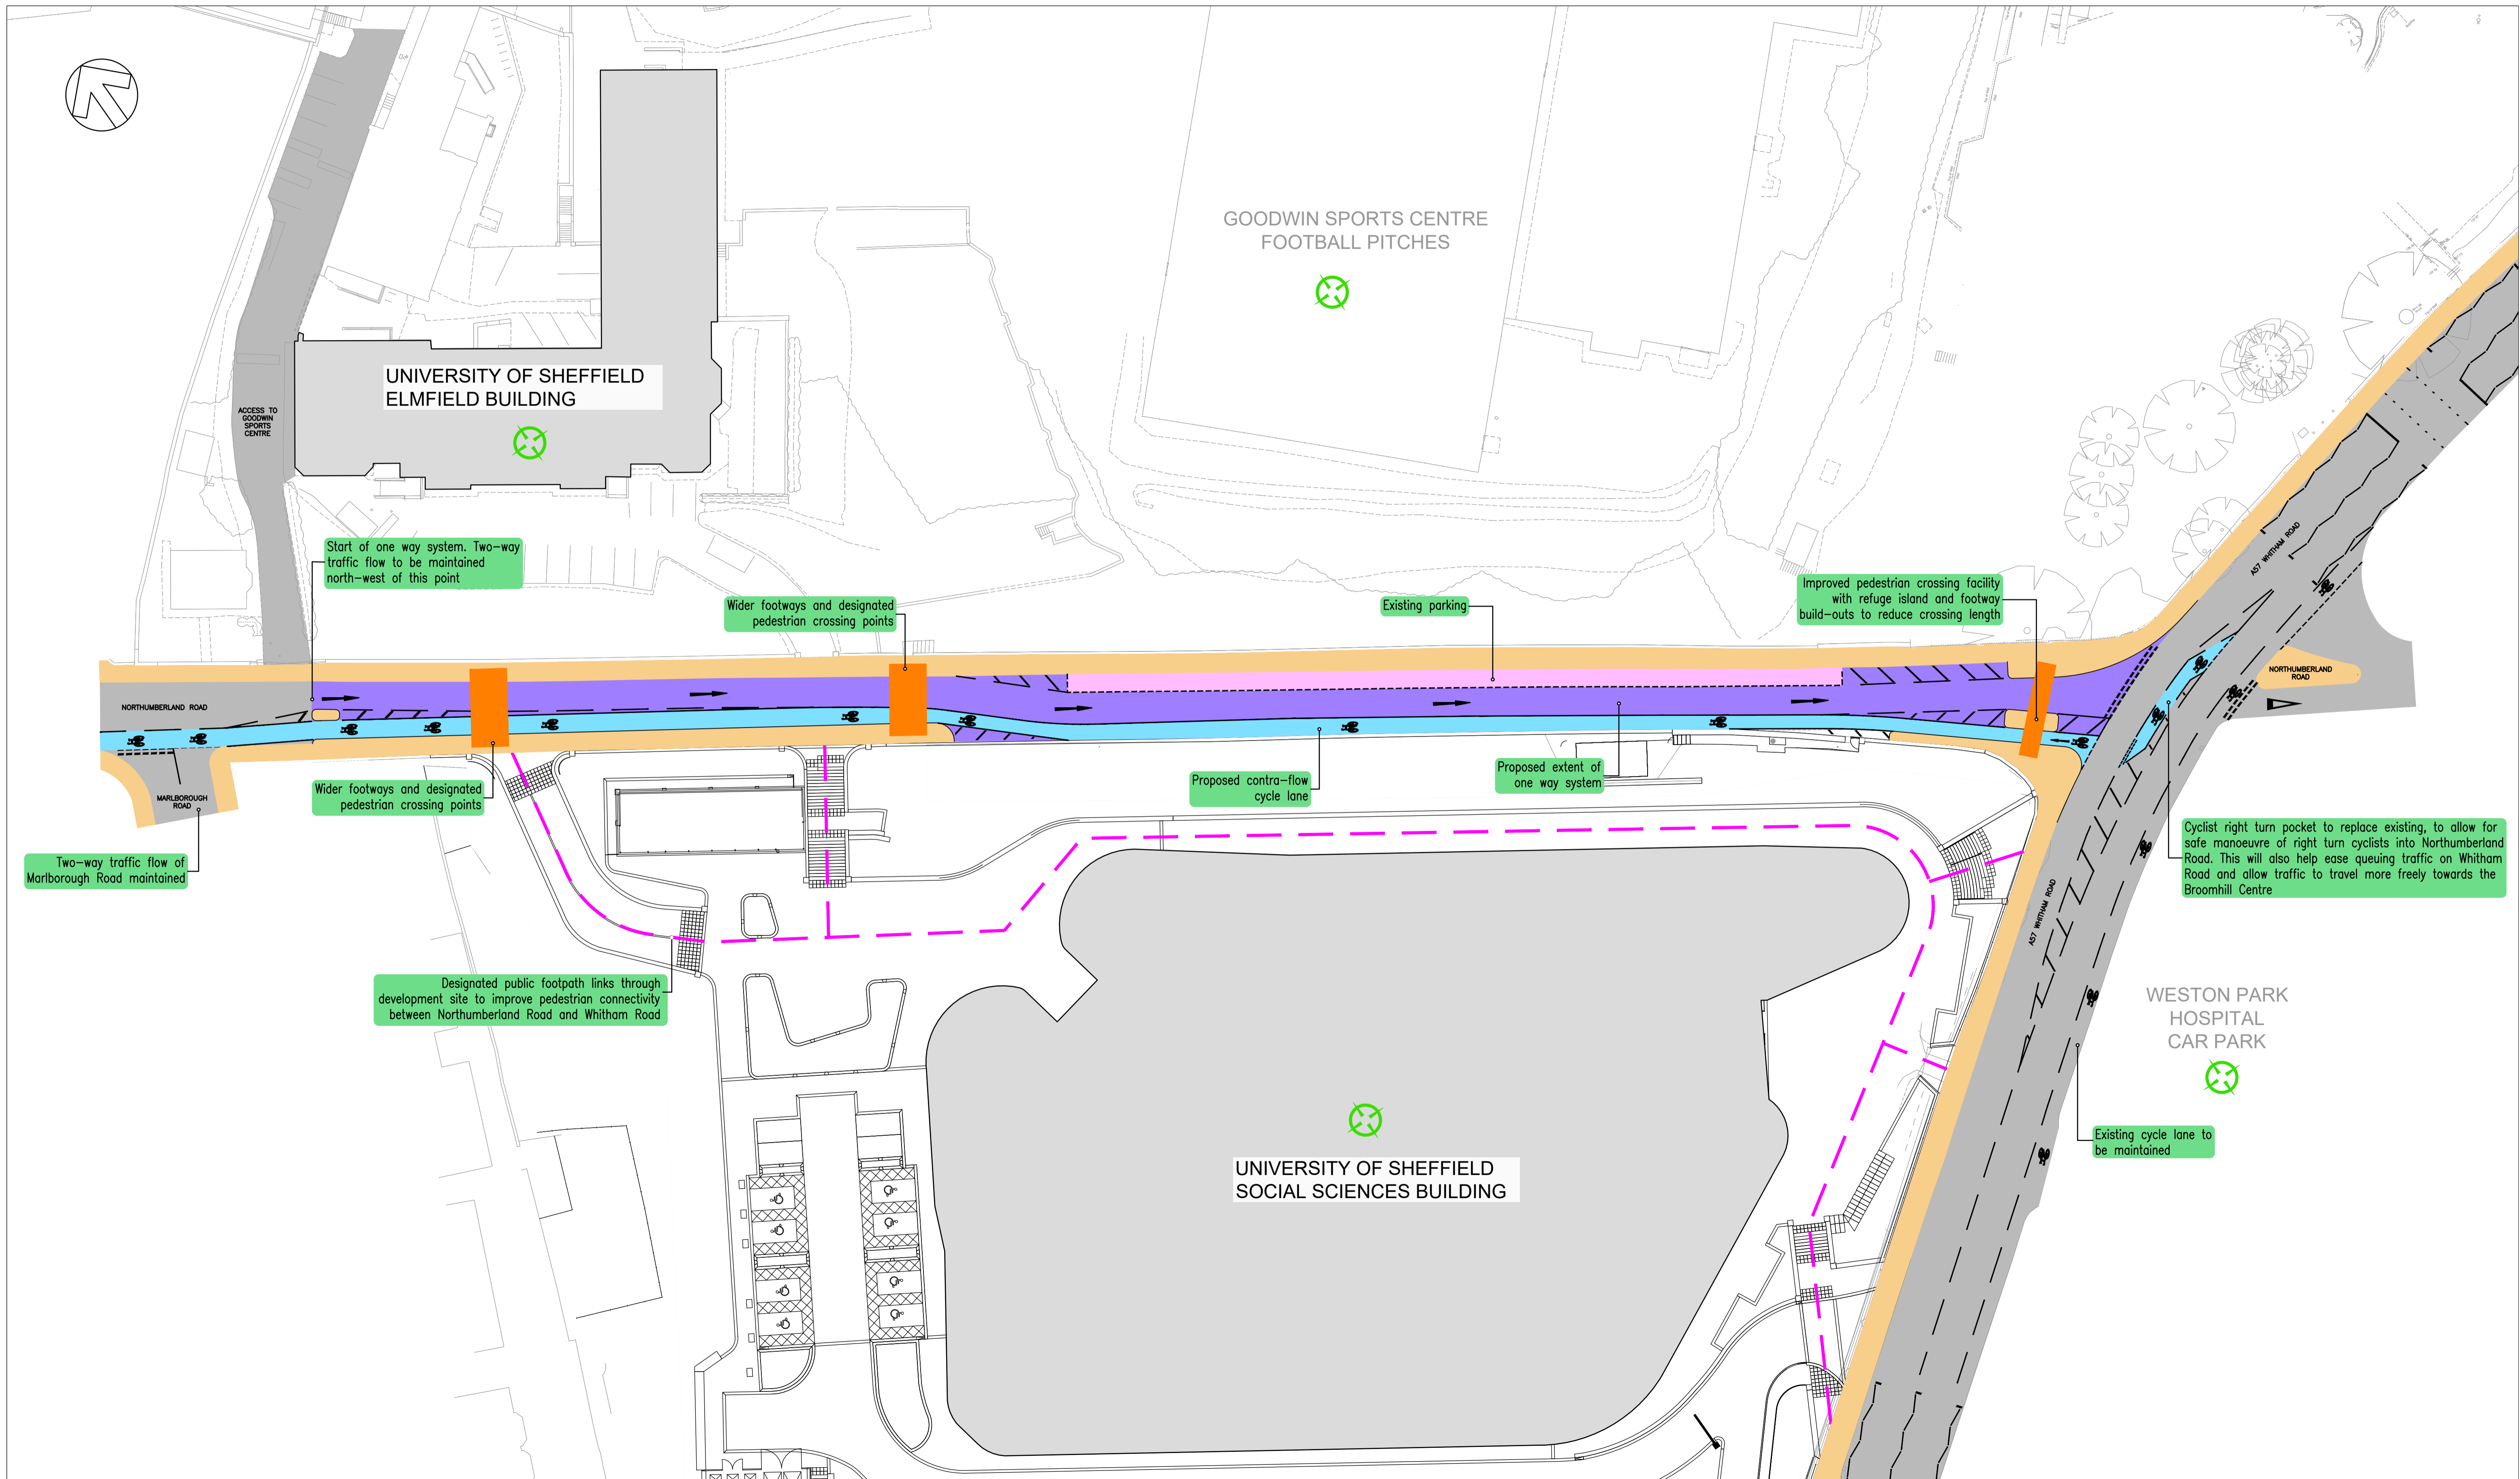 GOODWIN SPORTS CENTRE
FOOTBALL PITCHES
UNIVERSITY OF SHEFFIELD
ELMFIELD BUILDING
ACCESS TO
GOODWIN
SPORTS
CENTRE
Start of one way system. Two-way
traffic flow to be maintained
north-west of this point
Wider footways and designated
pedestrian crossing points
Existing parking
Improved pedestrian crossing facility
with refuge island and footway
build-outs to reduce crossing length
A57 WHITHAM ROAD
NORTHUMBERLAND
ROAD
NORTHUMBERLAND ROAD
MARLBOROUGH
ROAD
Wider footways and designated
pedestrian crossing points
Proposed contra-flow
cycle lane
Proposed extent of
one way system
Two-way traffic flow of
Marlborough Road maintained
Cyclist right turn pocket to replace existing, to allow for
safe manoeuvre of right turn cyclists into Northumberland
Road. This will also help ease queuing traffic on Whitham
Road and allow traffic to travel more freely towards the
Broomhill Centre
A57 WHITHAM ROAD
Designated public footpath links through
development site to improve pedestrian connectivity
between Northumberland Road and Whitham Road
WESTON PARK
HOSPITAL
CAR PARK
Existing cycle lane to
be maintained
UNIVERSITY OF SHEFFIELD
SOCIAL SCIENCES BUILDING